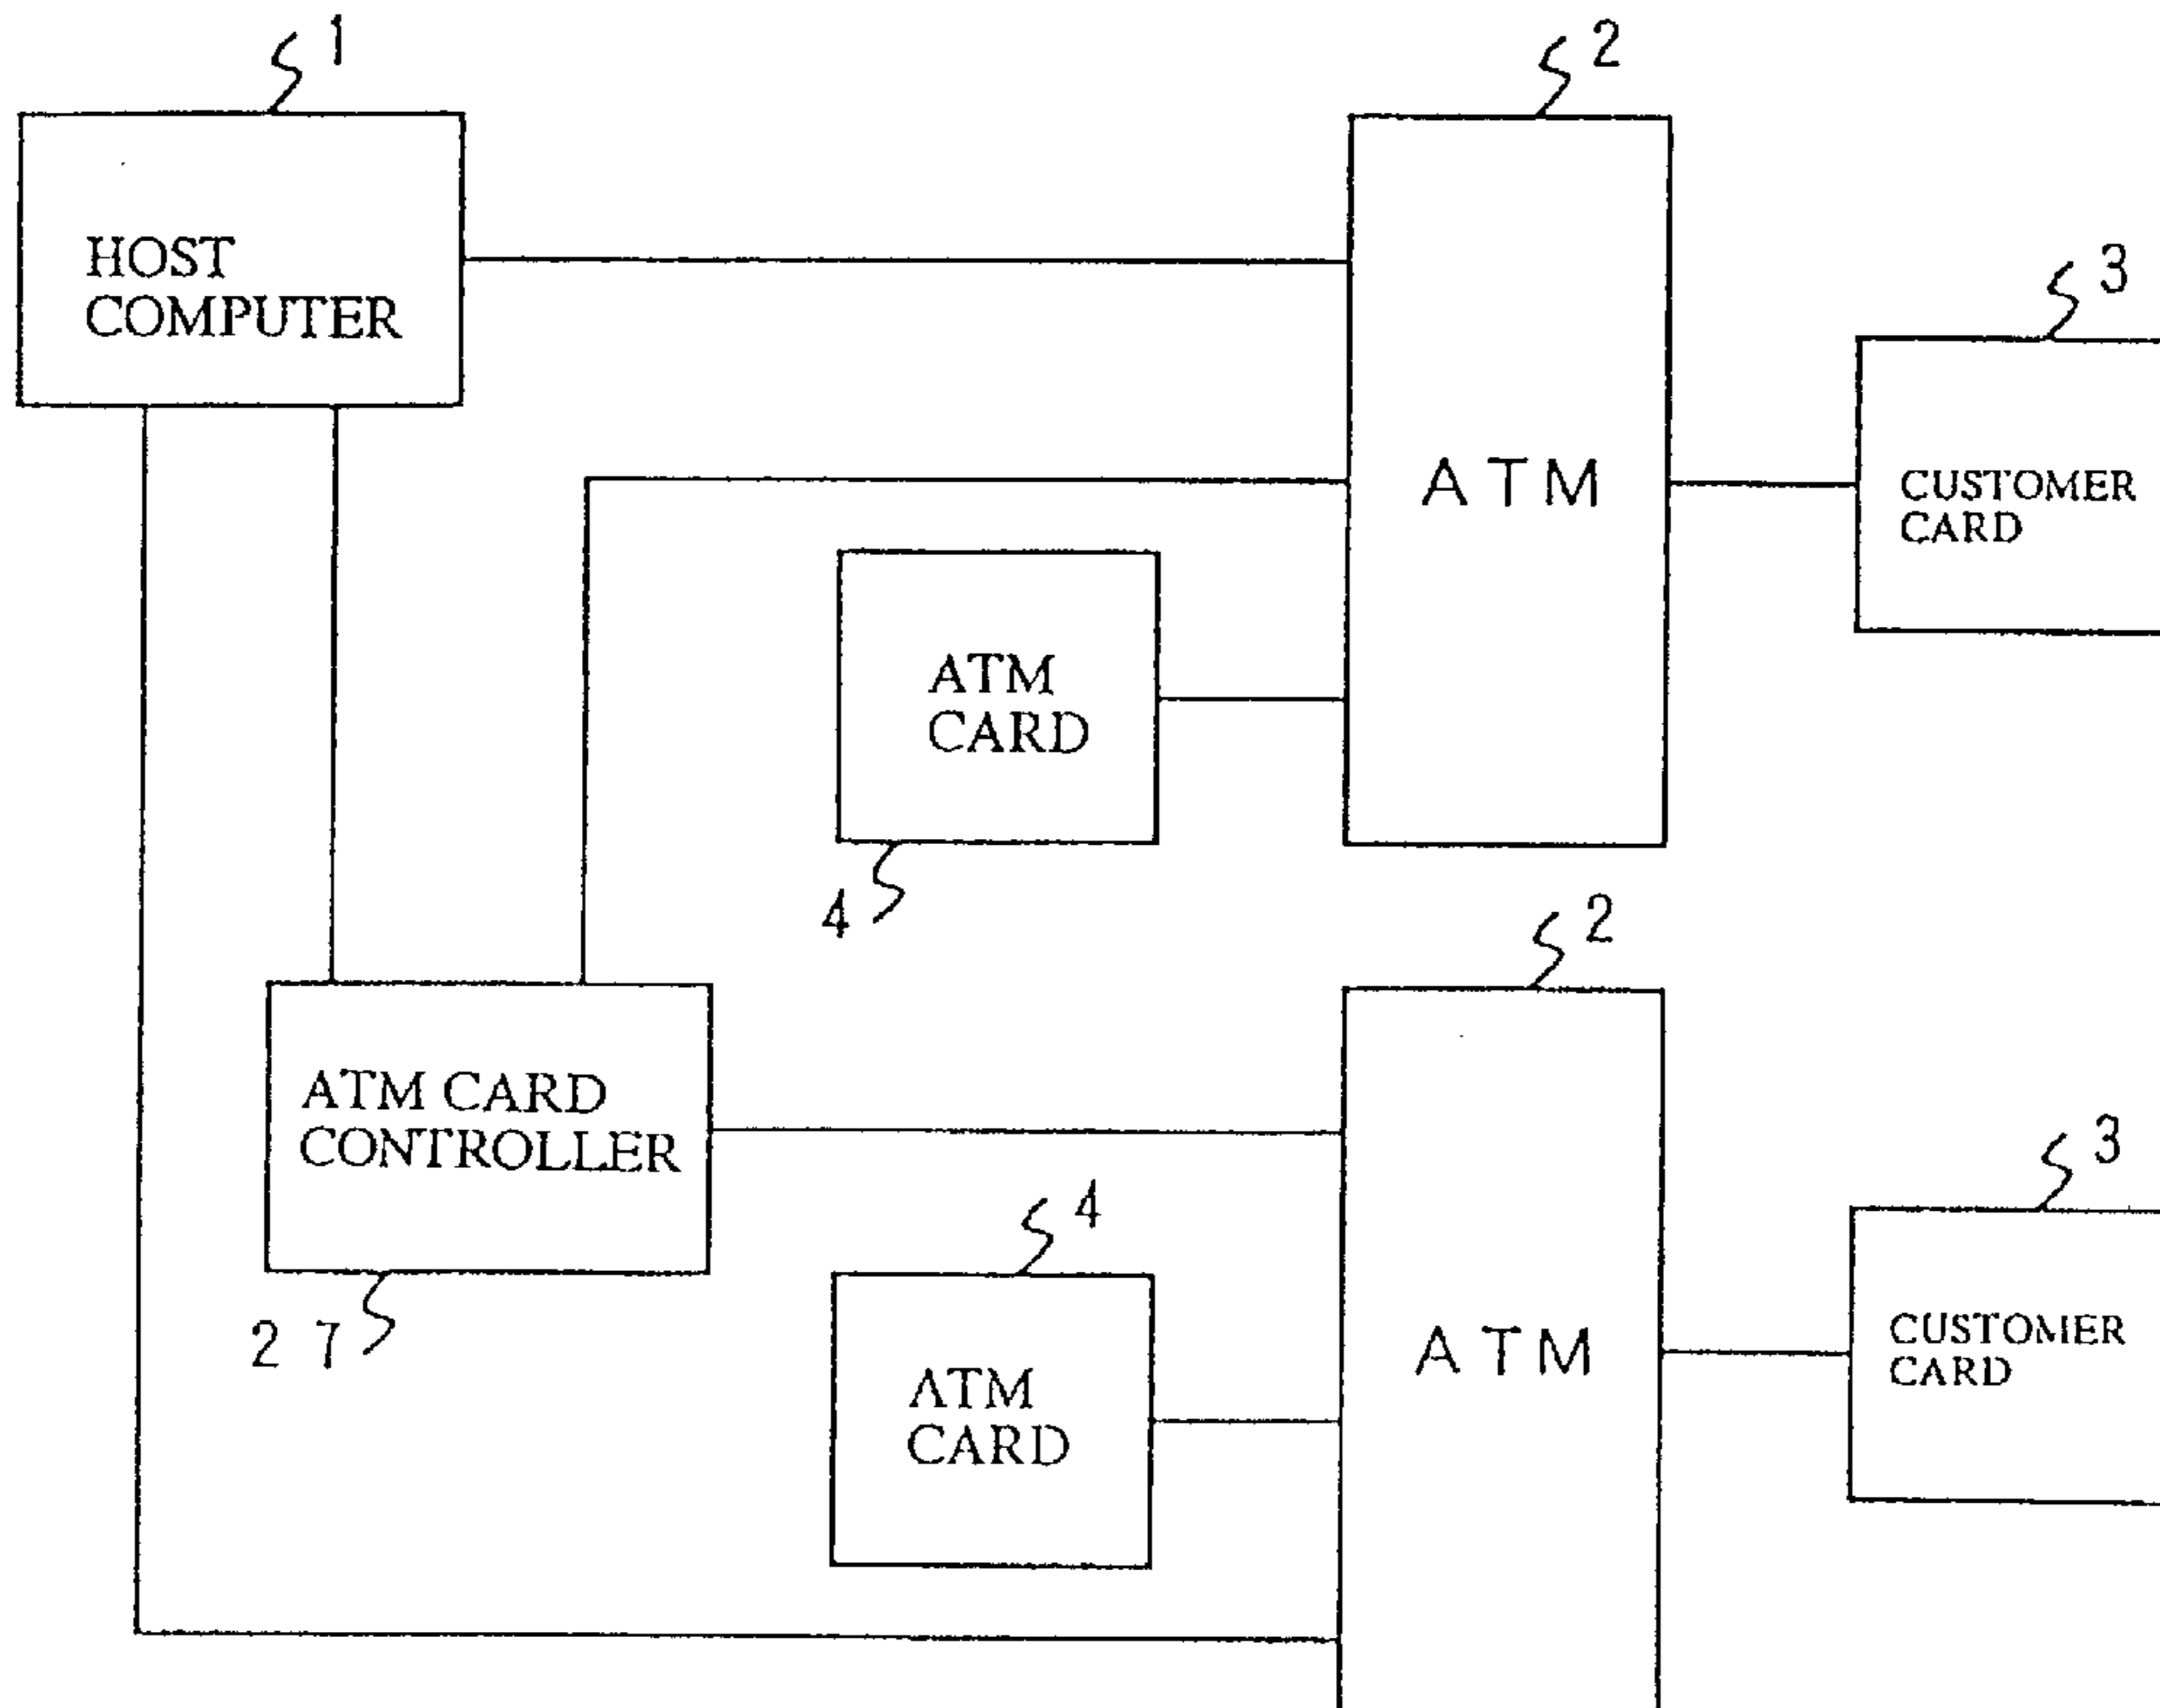 1
2
HOST
COMPUTER
3
ATM
CUSTOMER
CARD
ATM
CARD
4
2
ATM CARD
CONTROLLER
3
4
27
ATM
CUSTOMER
CARD
ATM
CARD